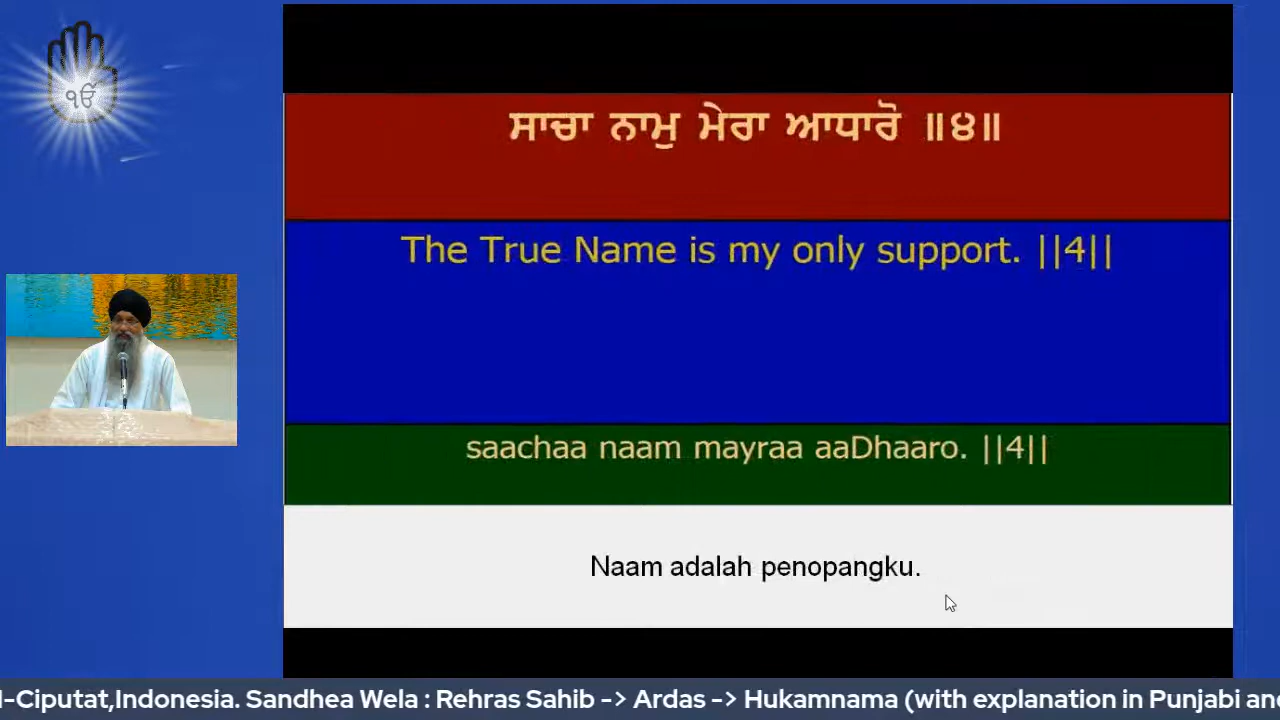 ੴ
ਸਾਚਾ ਨਾਮੁ ਮੇਰਾ ਆਧਾਰੋ ॥੪॥
The True Name is my only support. ||4||
saachaa naam mayraa aaDhaaro. ||4||
Naam adalah penopangku.
-Ciputat,Indonesia. Sandhea Wela : Rehras Sahib -> Ardas -> Hukamnama (with explanation in Punjabi